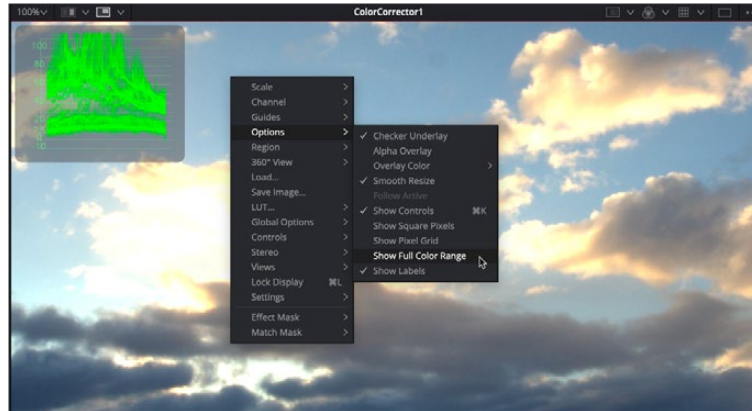 100%
ColorCorrector1
100
80
Scale
Channel
Guides
Options
Region
360° View
Load...
Save Image...
LUT...
Global Options
Controls
Stereo
Views
Lock Display ⌘L
Settings
Effect Mask
Match Mask
Checker Underlay
Alpha Overlay
Overlay Color
Smooth Resize
Follow Active
Show Controls ⌘K
Show Square Pixels
Show Pixel Grid
Show Full Color Range
Show Labels